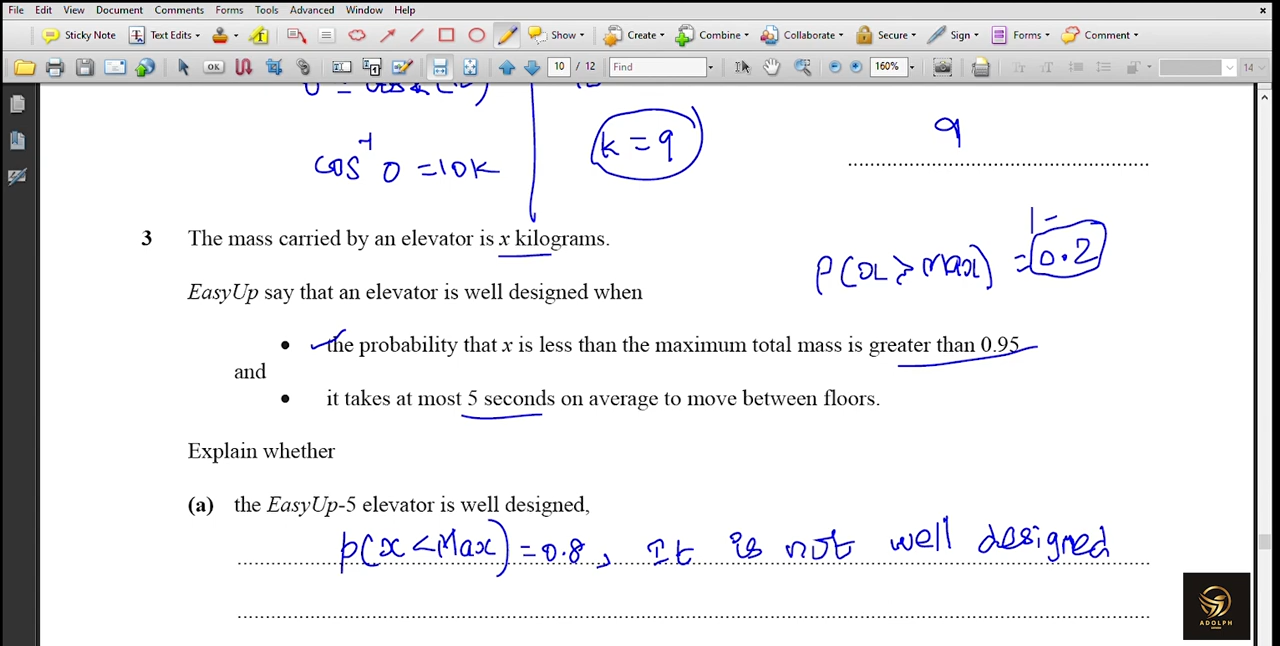 File Edit View Document Comments Forms Tools Advanced Window Help
Sticky Note Text Edits Show Create Combine Collaborate Secure Sign Forms Comment
OK 10 / 12 Find 160% 14
k = 9
9
cos⁻¹ 0 = 10k
1 -
3 The mass carried by an elevator is x kilograms.
P(x ≥ Max) = 0.2
EasyUp say that an elevator is well designed when
• the probability that x is less than the maximum total mass is greater than 0.95
and
• it takes at most 5 seconds on average to move between floors.
Explain whether
(a) the EasyUp-5 elevator is well designed,
p(x < Max) = 0.8, It is not well designed
ADOLPH